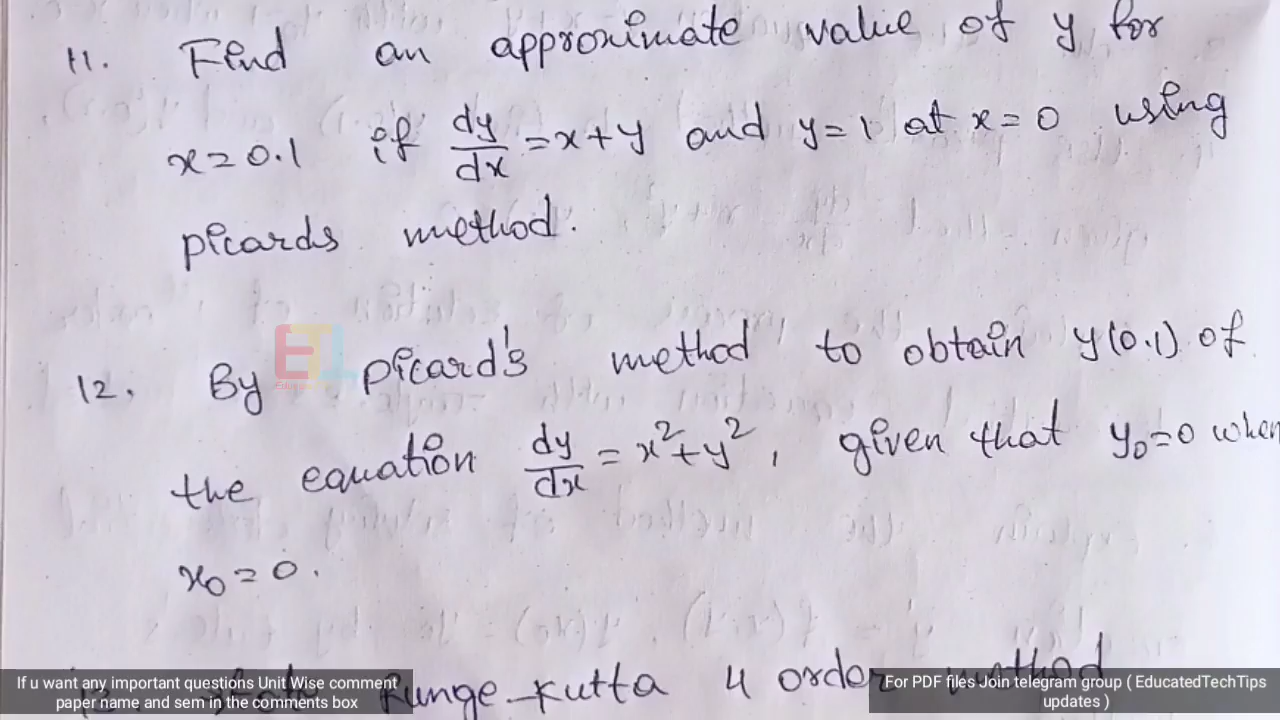 11. Find an approximate value of y for
x=0.1 if dy/dx = x+y and y=1 at x=0 using
picards method.
12. By picard's method to obtain y(0.1) of
the equation dy/dx = x²+y², given that y₀=0 when
x₀=0.
Runge-kutta 4 order method
If u want any important questions Unit Wise comment
paper name and sem in the comments box
For PDF files Join telegram group ( EducatedTechTips
updates )